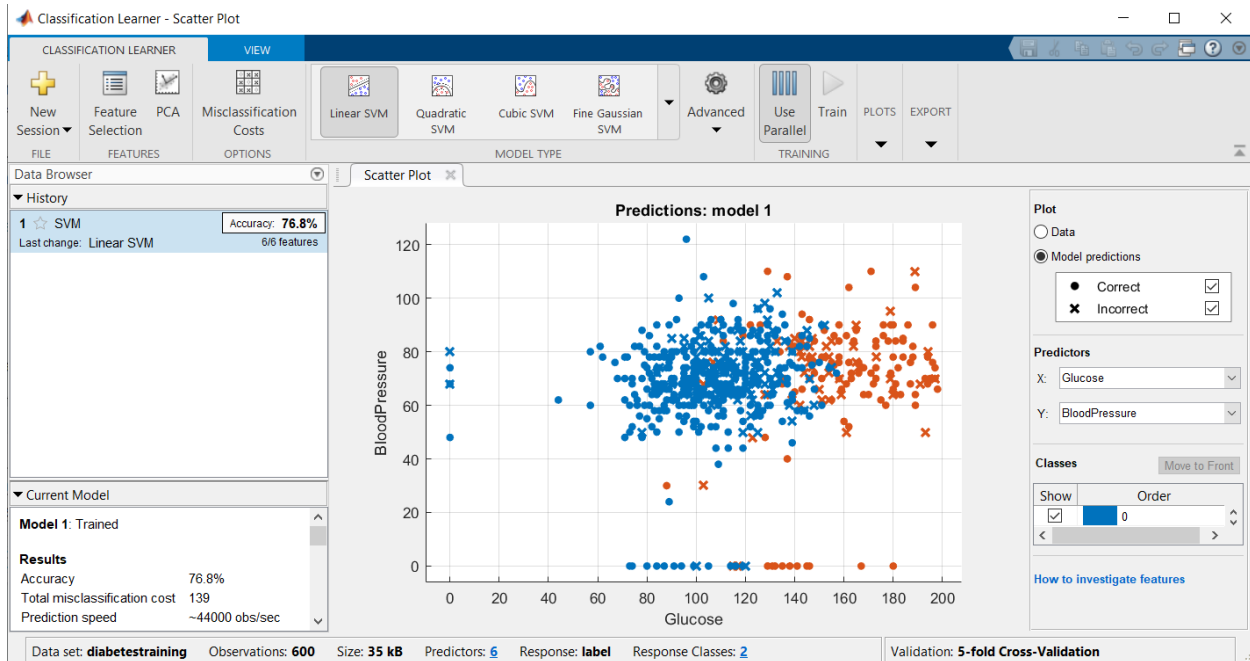 Classification Learner - Scatter Plot
CLASSIFICATION LEARNER
VIEW
New Session
Feature Selection
PCA
Misclassification Costs
Linear SVM
Quadratic SVM
Cubic SVM
Fine Gaussian SVM
Advanced
Use Parallel
Train
PLOTS
EXPORT
FILE
FEATURES
OPTIONS
MODEL TYPE
TRAINING
Data Browser
History
1 SVM Accuracy: 76.8%
Last change: Linear SVM 6/6 features
Current Model
Model 1: Trained
Results
Accuracy 76.8%
Total misclassification cost 139
Prediction speed ~44000 obs/sec
Scatter Plot
Predictions: model 1
120
100
80
60
40
20
0
BloodPressure
0 20 40 60 80 100 120 140 160 180 200
Glucose
Plot
Data
Model predictions
Correct
Incorrect
Predictors
X: Glucose
Y: BloodPressure
Classes
Move to Front
Show Order
0
How to investigate features
Data set: diabetestraining Observations: 600 Size: 35 kB Predictors: 6 Response: label Response Classes: 2 Validation: 5-fold Cross-Validation